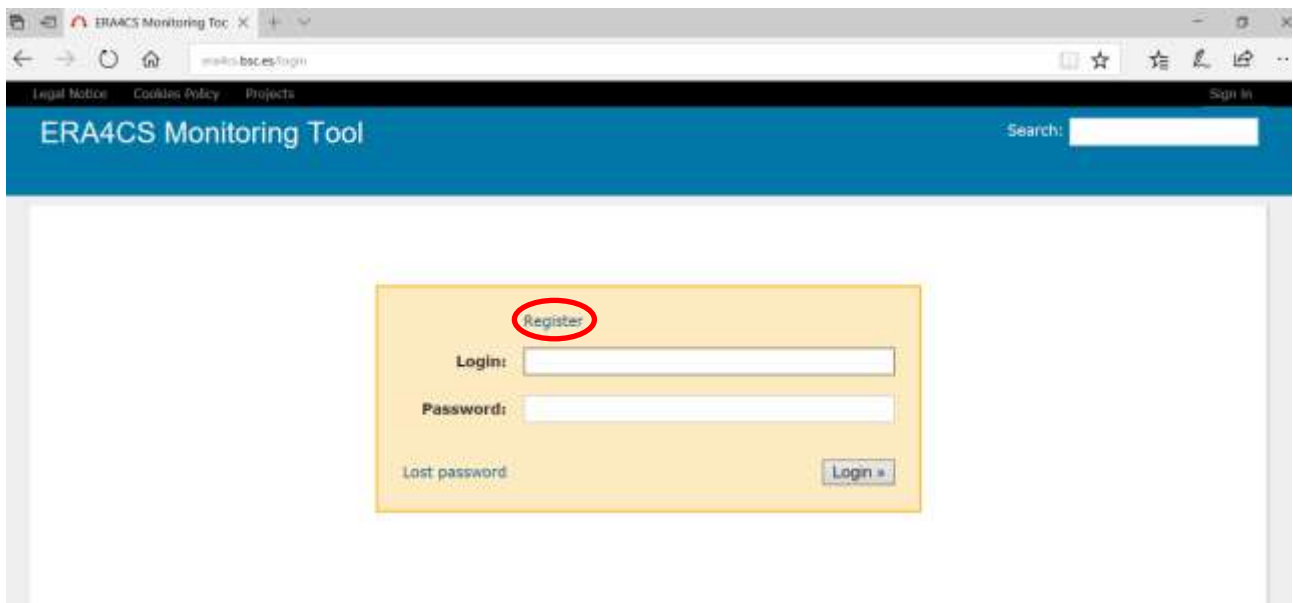 ERA4CS Monitoring Toc
era4cs.bsc.es/login
Legal Notice Cookies Policy Projects Sign in
ERA4CS Monitoring Tool Search:
Register
Login:
Password:
Lost password Login »